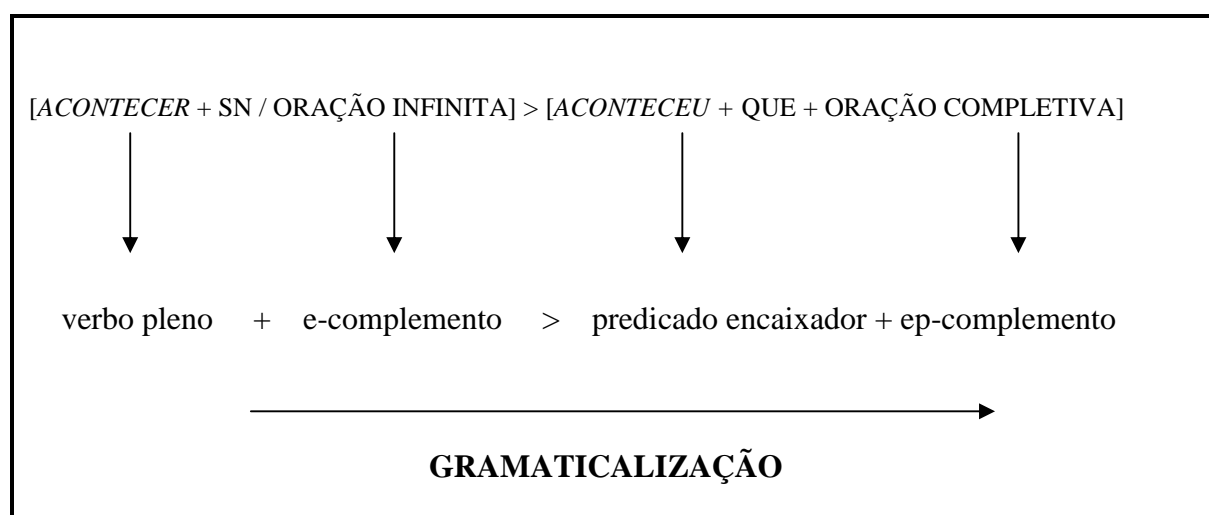 [ACONTECER + SN / ORAÇÃO INFINITA] > [ACONTECEU + QUE + ORAÇÃO COMPLETIVA]
verbo pleno + e-complemento > predicado encaixador + ep-complemento
GRAMATICALIZAÇÃO